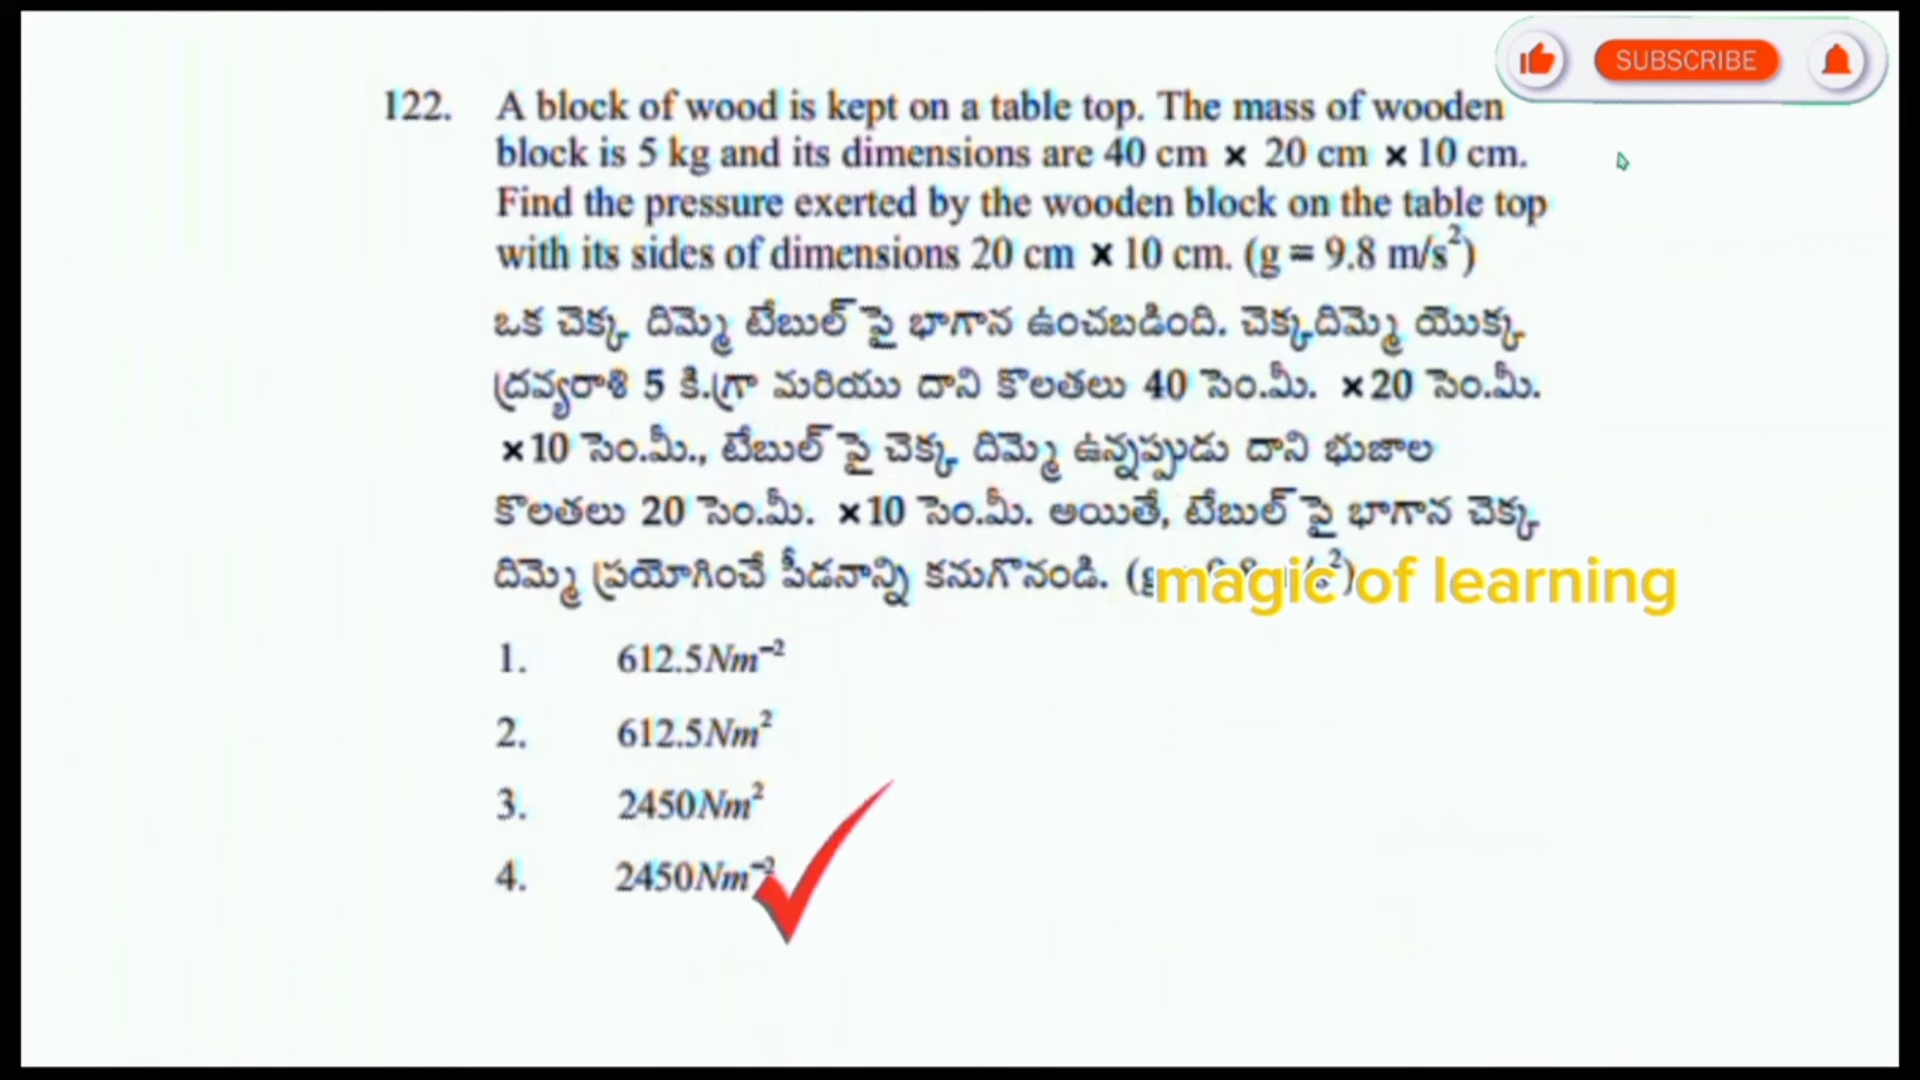 SUBSCRIBE
122. A block of wood is kept on a table top. The mass of wooden
block is 5 kg and its dimensions are 40 cm × 20 cm × 10 cm.
Find the pressure exerted by the wooden block on the table top
with its sides of dimensions 20 cm × 10 cm. (g = 9.8 m/s²)
ఒక చెక్క దిమ్మె టేబుల్ పై భాగాన ఉంచబడింది. చెక్కదిమ్మె యొక్క
ద్రవ్యరాశి 5 కి.గ్రా మరియు దాని కొలతలు 40 సెం.మీ. ×20 సెం.మీ.
×10 సెం.మీ., టేబుల్ పై చెక్క దిమ్మె ఉన్నప్పుడు దాని భుజాల
కొలతలు 20 సెం.మీ. ×10 సెం.మీ. అయితే, టేబుల్ పై భాగాన చెక్క
దిమ్మె ప్రయోగించే పీడనాన్ని కనుగొనండి.
magic of learning
1. 612.5Nm⁻²
2. 612.5Nm²
3. 2450Nm²
4. 2450Nm⁻²